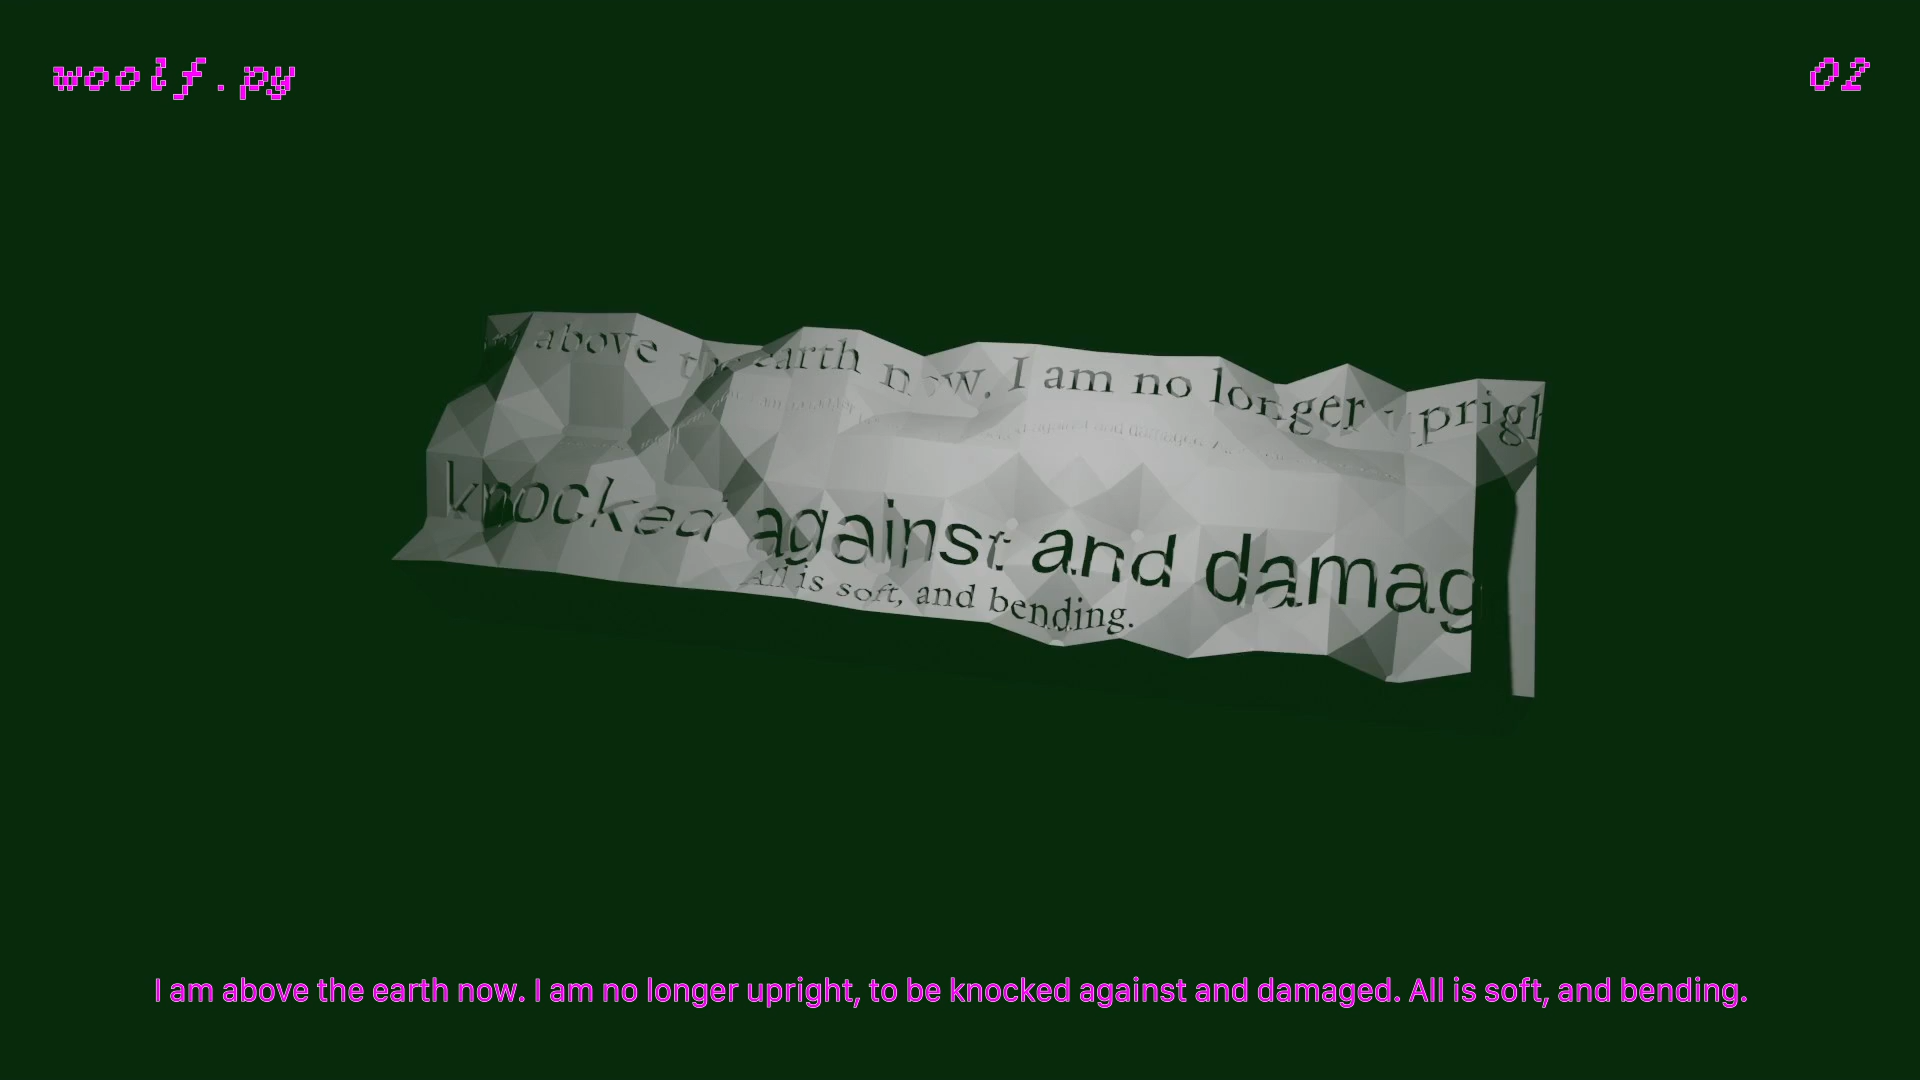 woolf.py
02
above the earth now. I am no longer uprigh
knocked against and damag
All is soft, and bending.
I am above the earth now. I am no longer upright, to be knocked against and damaged. All is soft, and bending.